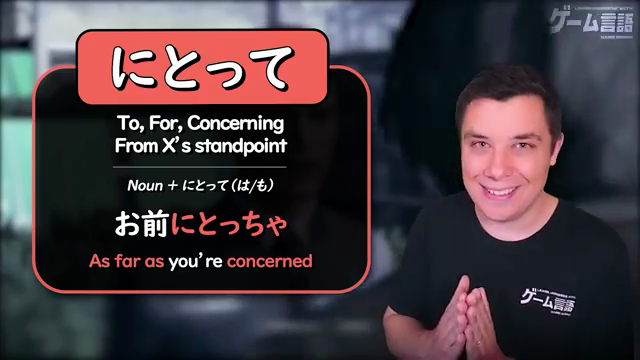 にとって
To, For, Concerning
From X's standpoint
Noun + にとって(は/も)
お前にとっちゃ
As far as you're concerned
ゲーム言語
ゲーム言語